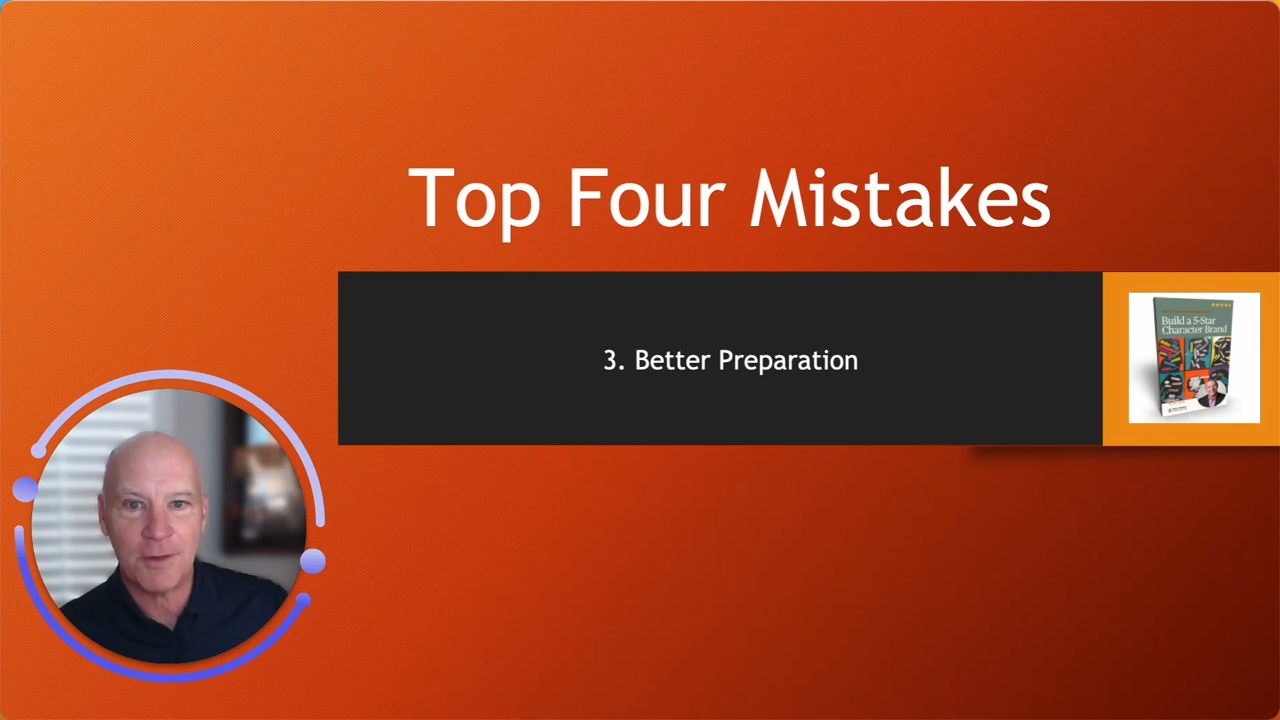 Top Four Mistakes
3. Better Preparation
Build a 5-Star
Character Brand